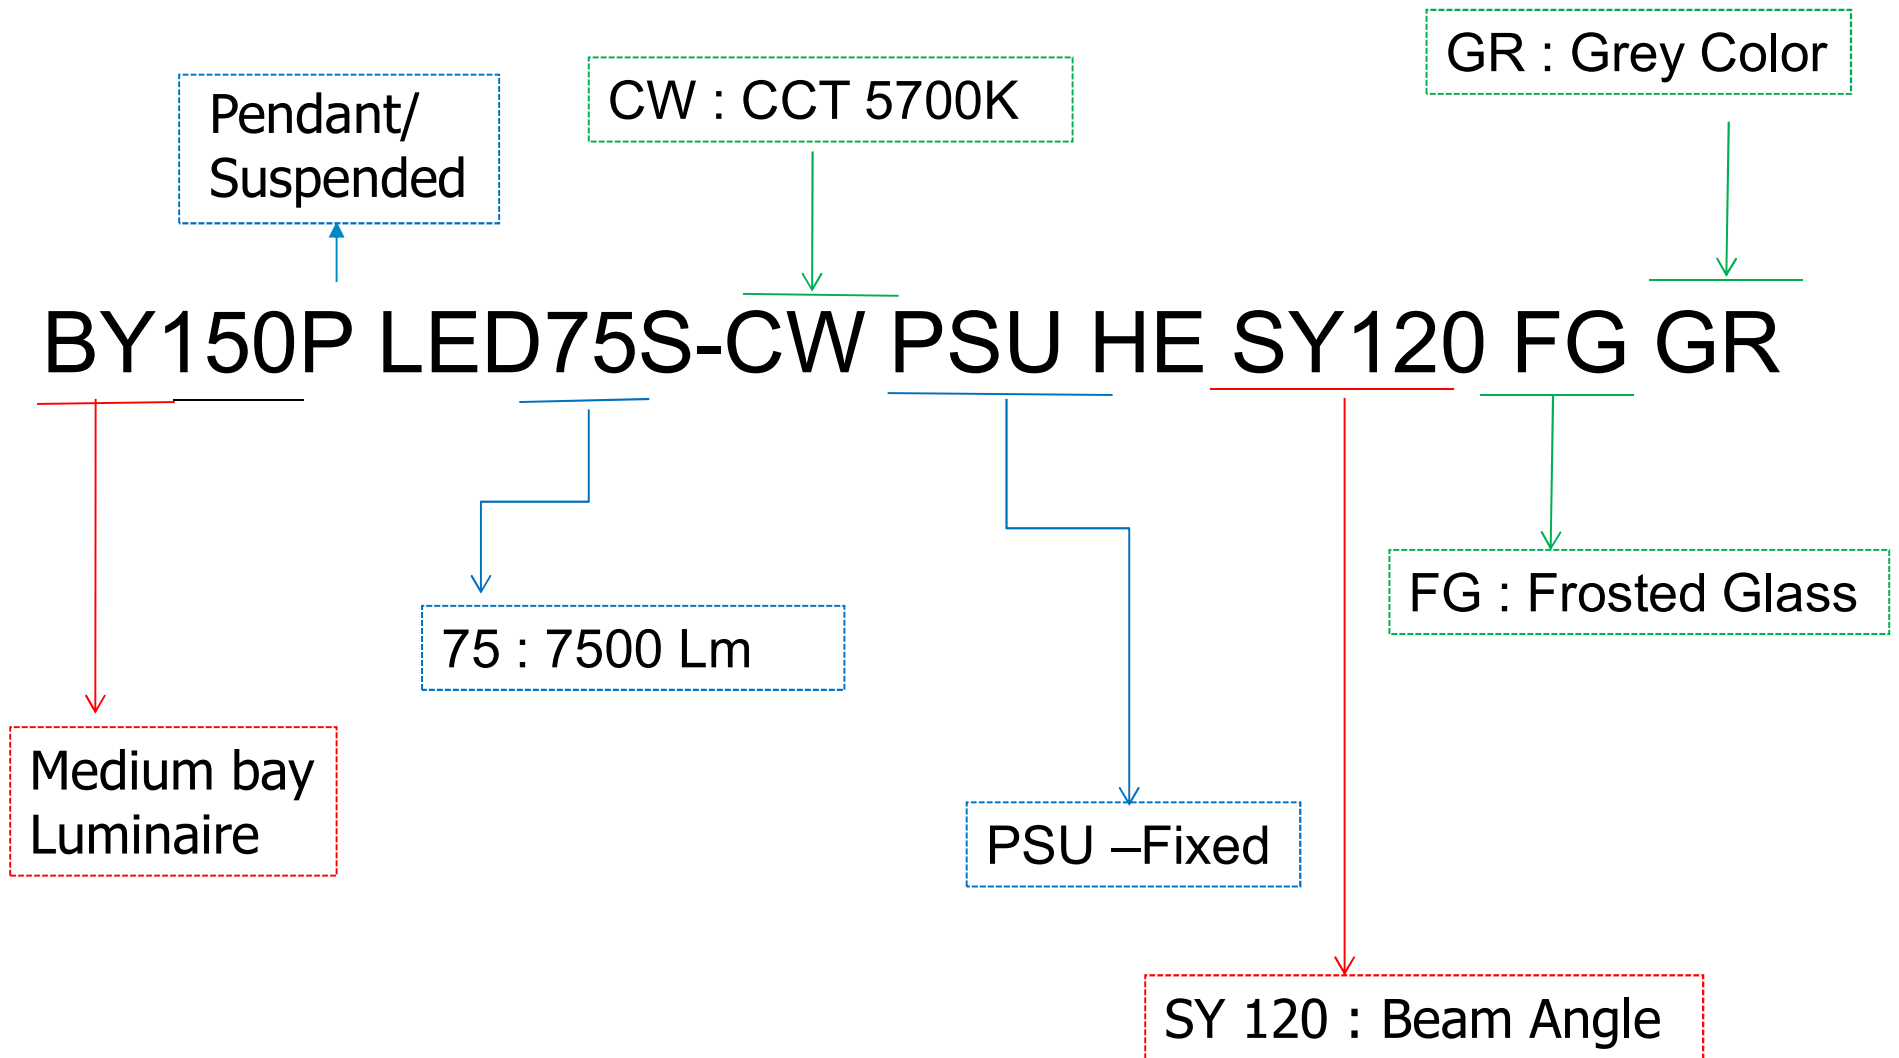 GR : Grey Color
CW : CCT 5700K
Pendant/
Suspended
BY150P LED75S-CW PSU HE SY120 FG GR
FG : Frosted Glass
75 : 7500 Lm
Medium bay
Luminaire
PSU –Fixed
SY 120 : Beam Angle